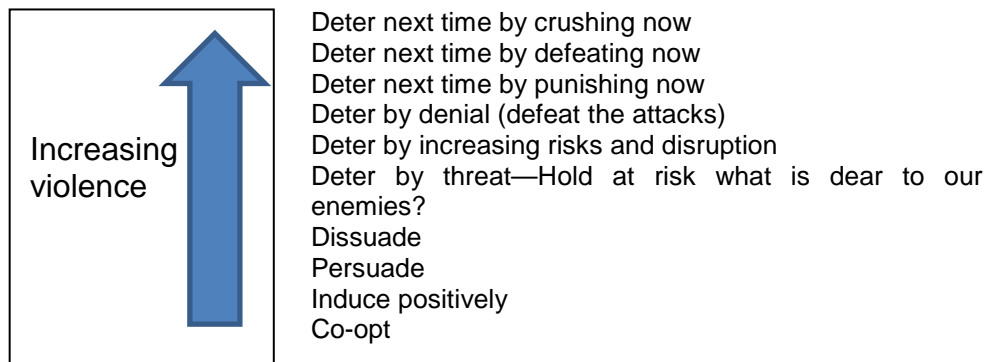 Increasing
violence
Deter next time by crushing now
Deter next time by defeating now
Deter next time by punishing now
Deter by denial (defeat the attacks)
Deter by increasing risks and disruption
Deter by threat—Hold at risk what is dear to our
enemies?
Dissuade
Persuade
Induce positively
Co-opt